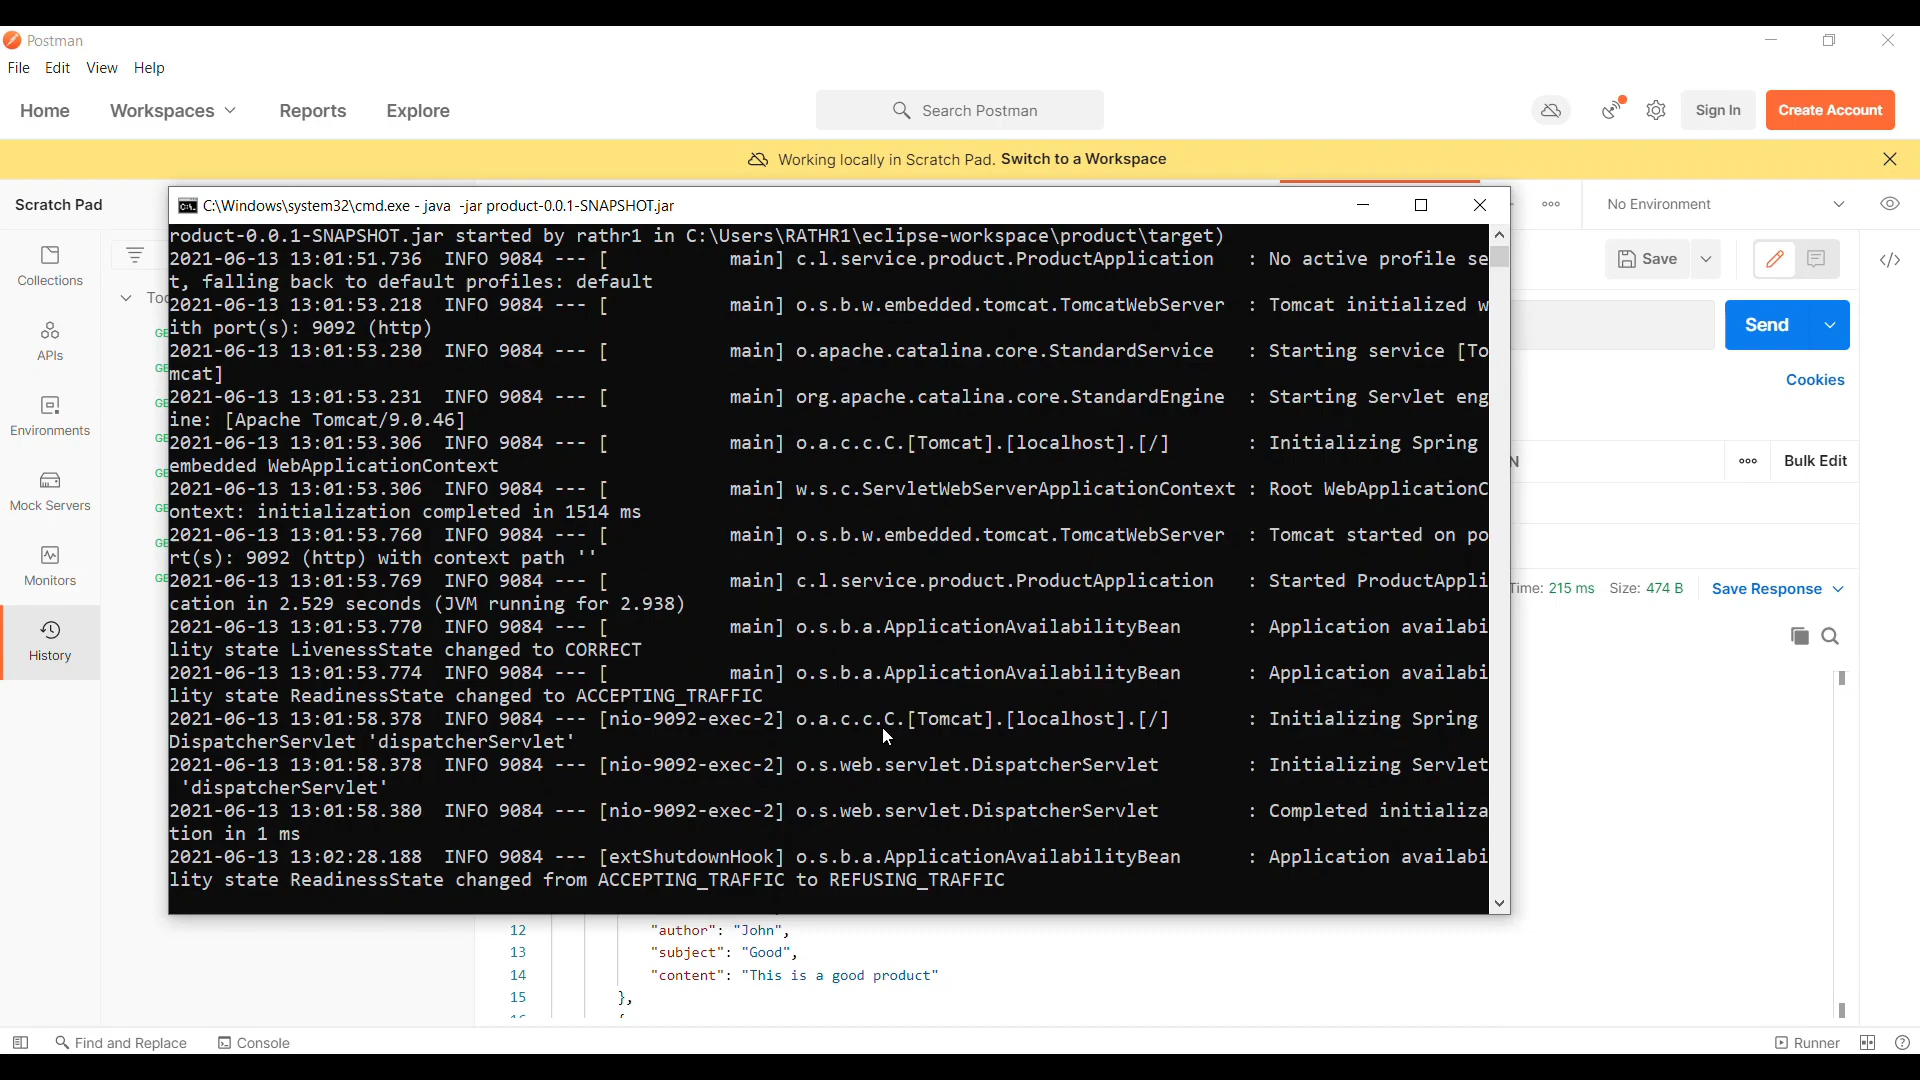 Postman
File Edit View Help
Home Workspaces Reports Explore Search Postman Sign In Create Account
Working locally in Scratch Pad. Switch to a Workspace
Scratch Pad
C:\Windows\system32\cmd.exe - java -jar product-0.0.1-SNAPSHOT.jar
No Environment
roduct-0.0.1-SNAPSHOT.jar started by rathr1 in C:\Users\RATHR1\eclipse-workspace\product\target)
2021-06-13 13:01:51.736 INFO 9084 --- [ main] c.l.service.product.ProductApplication : No active profile se
t, falling back to default profiles: default
2021-06-13 13:01:53.218 INFO 9084 --- [ main] o.s.b.w.embedded.tomcat.TomcatWebServer : Tomcat initialized w
ith port(s): 9092 (http)
2021-06-13 13:01:53.230 INFO 9084 --- [ main] o.apache.catalina.core.StandardService : Starting service [To
mcat]
2021-06-13 13:01:53.231 INFO 9084 --- [ main] org.apache.catalina.core.StandardEngine : Starting Servlet eng
ine: [Apache Tomcat/9.0.46]
2021-06-13 13:01:53.306 INFO 9084 --- [ main] o.a.c.c.C.[Tomcat].[localhost].[/] : Initializing Spring
embedded WebApplicationContext
2021-06-13 13:01:53.306 INFO 9084 --- [ main] w.s.c.ServletWebServerApplicationContext : Root WebApplicationC
ontext: initialization completed in 1514 ms
2021-06-13 13:01:53.760 INFO 9084 --- [ main] o.s.b.w.embedded.tomcat.TomcatWebServer : Tomcat started on po
rt(s): 9092 (http) with context path ''
2021-06-13 13:01:53.769 INFO 9084 --- [ main] c.l.service.product.ProductApplication : Started ProductAppli
cation in 2.529 seconds (JVM running for 2.938)
2021-06-13 13:01:53.770 INFO 9084 --- [ main] o.s.b.a.ApplicationAvailabilityBean : Application availabi
lity state LivenessState changed to CORRECT
2021-06-13 13:01:53.774 INFO 9084 --- [ main] o.s.b.a.ApplicationAvailabilityBean : Application availabi
lity state ReadinessState changed to ACCEPTING_TRAFFIC
2021-06-13 13:01:58.378 INFO 9084 --- [nio-9092-exec-2] o.a.c.c.C.[Tomcat].[localhost].[/] : Initializing Spring
DispatcherServlet 'dispatcherServlet'
2021-06-13 13:01:58.378 INFO 9084 --- [nio-9092-exec-2] o.s.web.servlet.DispatcherServlet : Initializing Servlet
'dispatcherServlet'
2021-06-13 13:01:58.380 INFO 9084 --- [nio-9092-exec-2] o.s.web.servlet.DispatcherServlet : Completed initializa
tion in 1 ms
2021-06-13 13:02:28.188 INFO 9084 --- [extShutdownHook] o.s.b.a.ApplicationAvailabilityBean : Application availabi
lity state ReadinessState changed from ACCEPTING_TRAFFIC to REFUSING_TRAFFIC
Collections
APIs
Environments
Mock Servers
Monitors
History
Save
Send
Cookies
N
Bulk Edit
Time: 215 ms Size: 474 B Save Response
12 "author": "John",
13 "subject": "Good",
14 "content": "This is a good product"
15 },
Find and Replace Console Runner